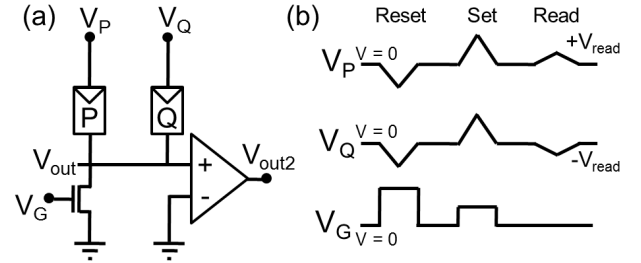 (a)
V_P
V_Q
P
Q
V_out
+
-
V_out2
V_G
(b)
Reset Set Read
V_P V = 0 +V_read
V_Q V = 0 -V_read
V_G V = 0